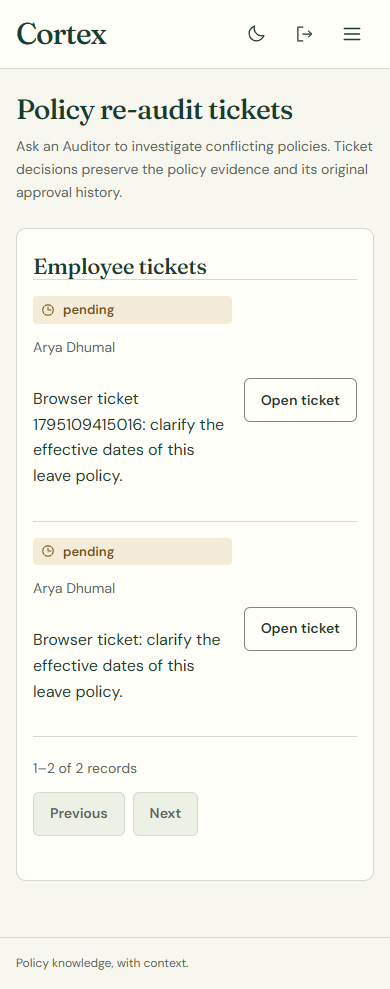 Cortex
Policy re-audit tickets
Ask an Auditor to investigate conflicting policies. Ticket
decisions preserve the policy evidence and its original
approval history.
Employee tickets
pending
Arya Dhumal
Browser ticket
1795109415016: clarify the
effective dates of this
leave policy.
Open ticket
pending
Arya Dhumal
Browser ticket: clarify the
effective dates of this
leave policy.
Open ticket
1–2 of 2 records
Previous
Next
Policy knowledge, with context.